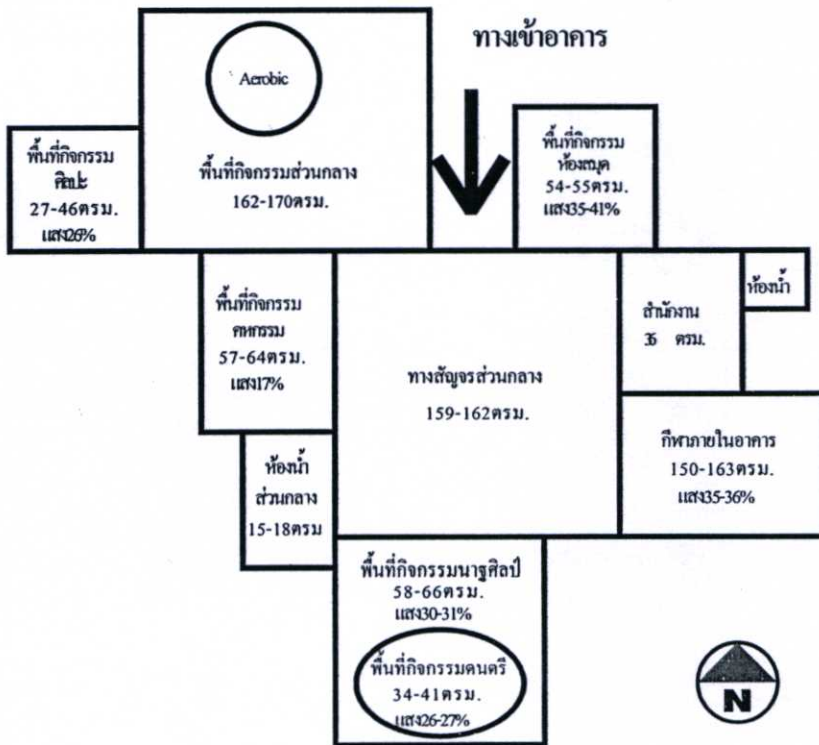 ทางเข้าอาคาร
Aerobic
พื้นที่กิจกรรมส่วนกลาง
162-170ตรม.
พื้นที่กิจกรรม
ศิลปะ
27-46ตรม.
แสง26%
พื้นที่กิจกรรม
ห้องสมุด
54-55ตรม.
แสง35-41%
พื้นที่กิจกรรม
คหกรรม
57-64ตรม.
แสง17%
ทางสัญจรส่วนกลาง
159-162ตรม.
สำนักงาน
36 ตรม.
ห้องน้ำ
กีฬาภายในอาคาร
150-163ตรม.
แสง35-36%
ห้องน้ำ
ส่วนกลาง
15-18ตรม
พื้นที่กิจกรรมนาฐศิลป์
58-66ตรม.
แสง30-31%
พื้นที่กิจกรรมดนตรี
34-41ตรม.
แสง26-27%
N